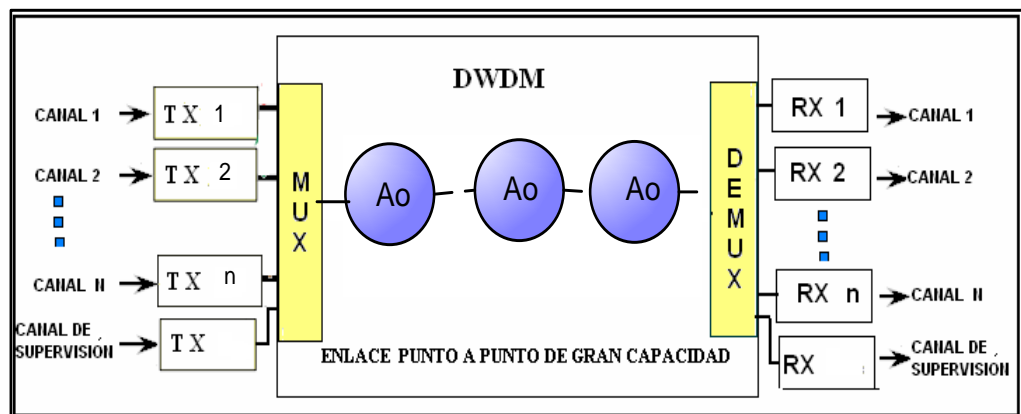 DWDM
CANAL 1
TX 1
CANAL 2
TX 2
CANAL N
TX n
CANAL DE
SUPERVISIÓN
TX
MUX
Ao
Ao
Ao
DEMUX
RX 1
CANAL 1
RX 2
CANAL 2
RX n
CANAL N
RX
CANAL DE
SUPERVISIÓN
ENLACE PUNTO A PUNTO DE GRAN CAPACIDAD